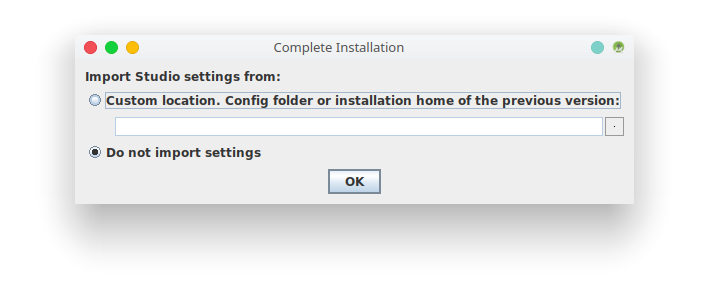 Complete Installation
Import Studio settings from:
Custom location. Config folder or installation home of the previous version:
.
Do not import settings
OK